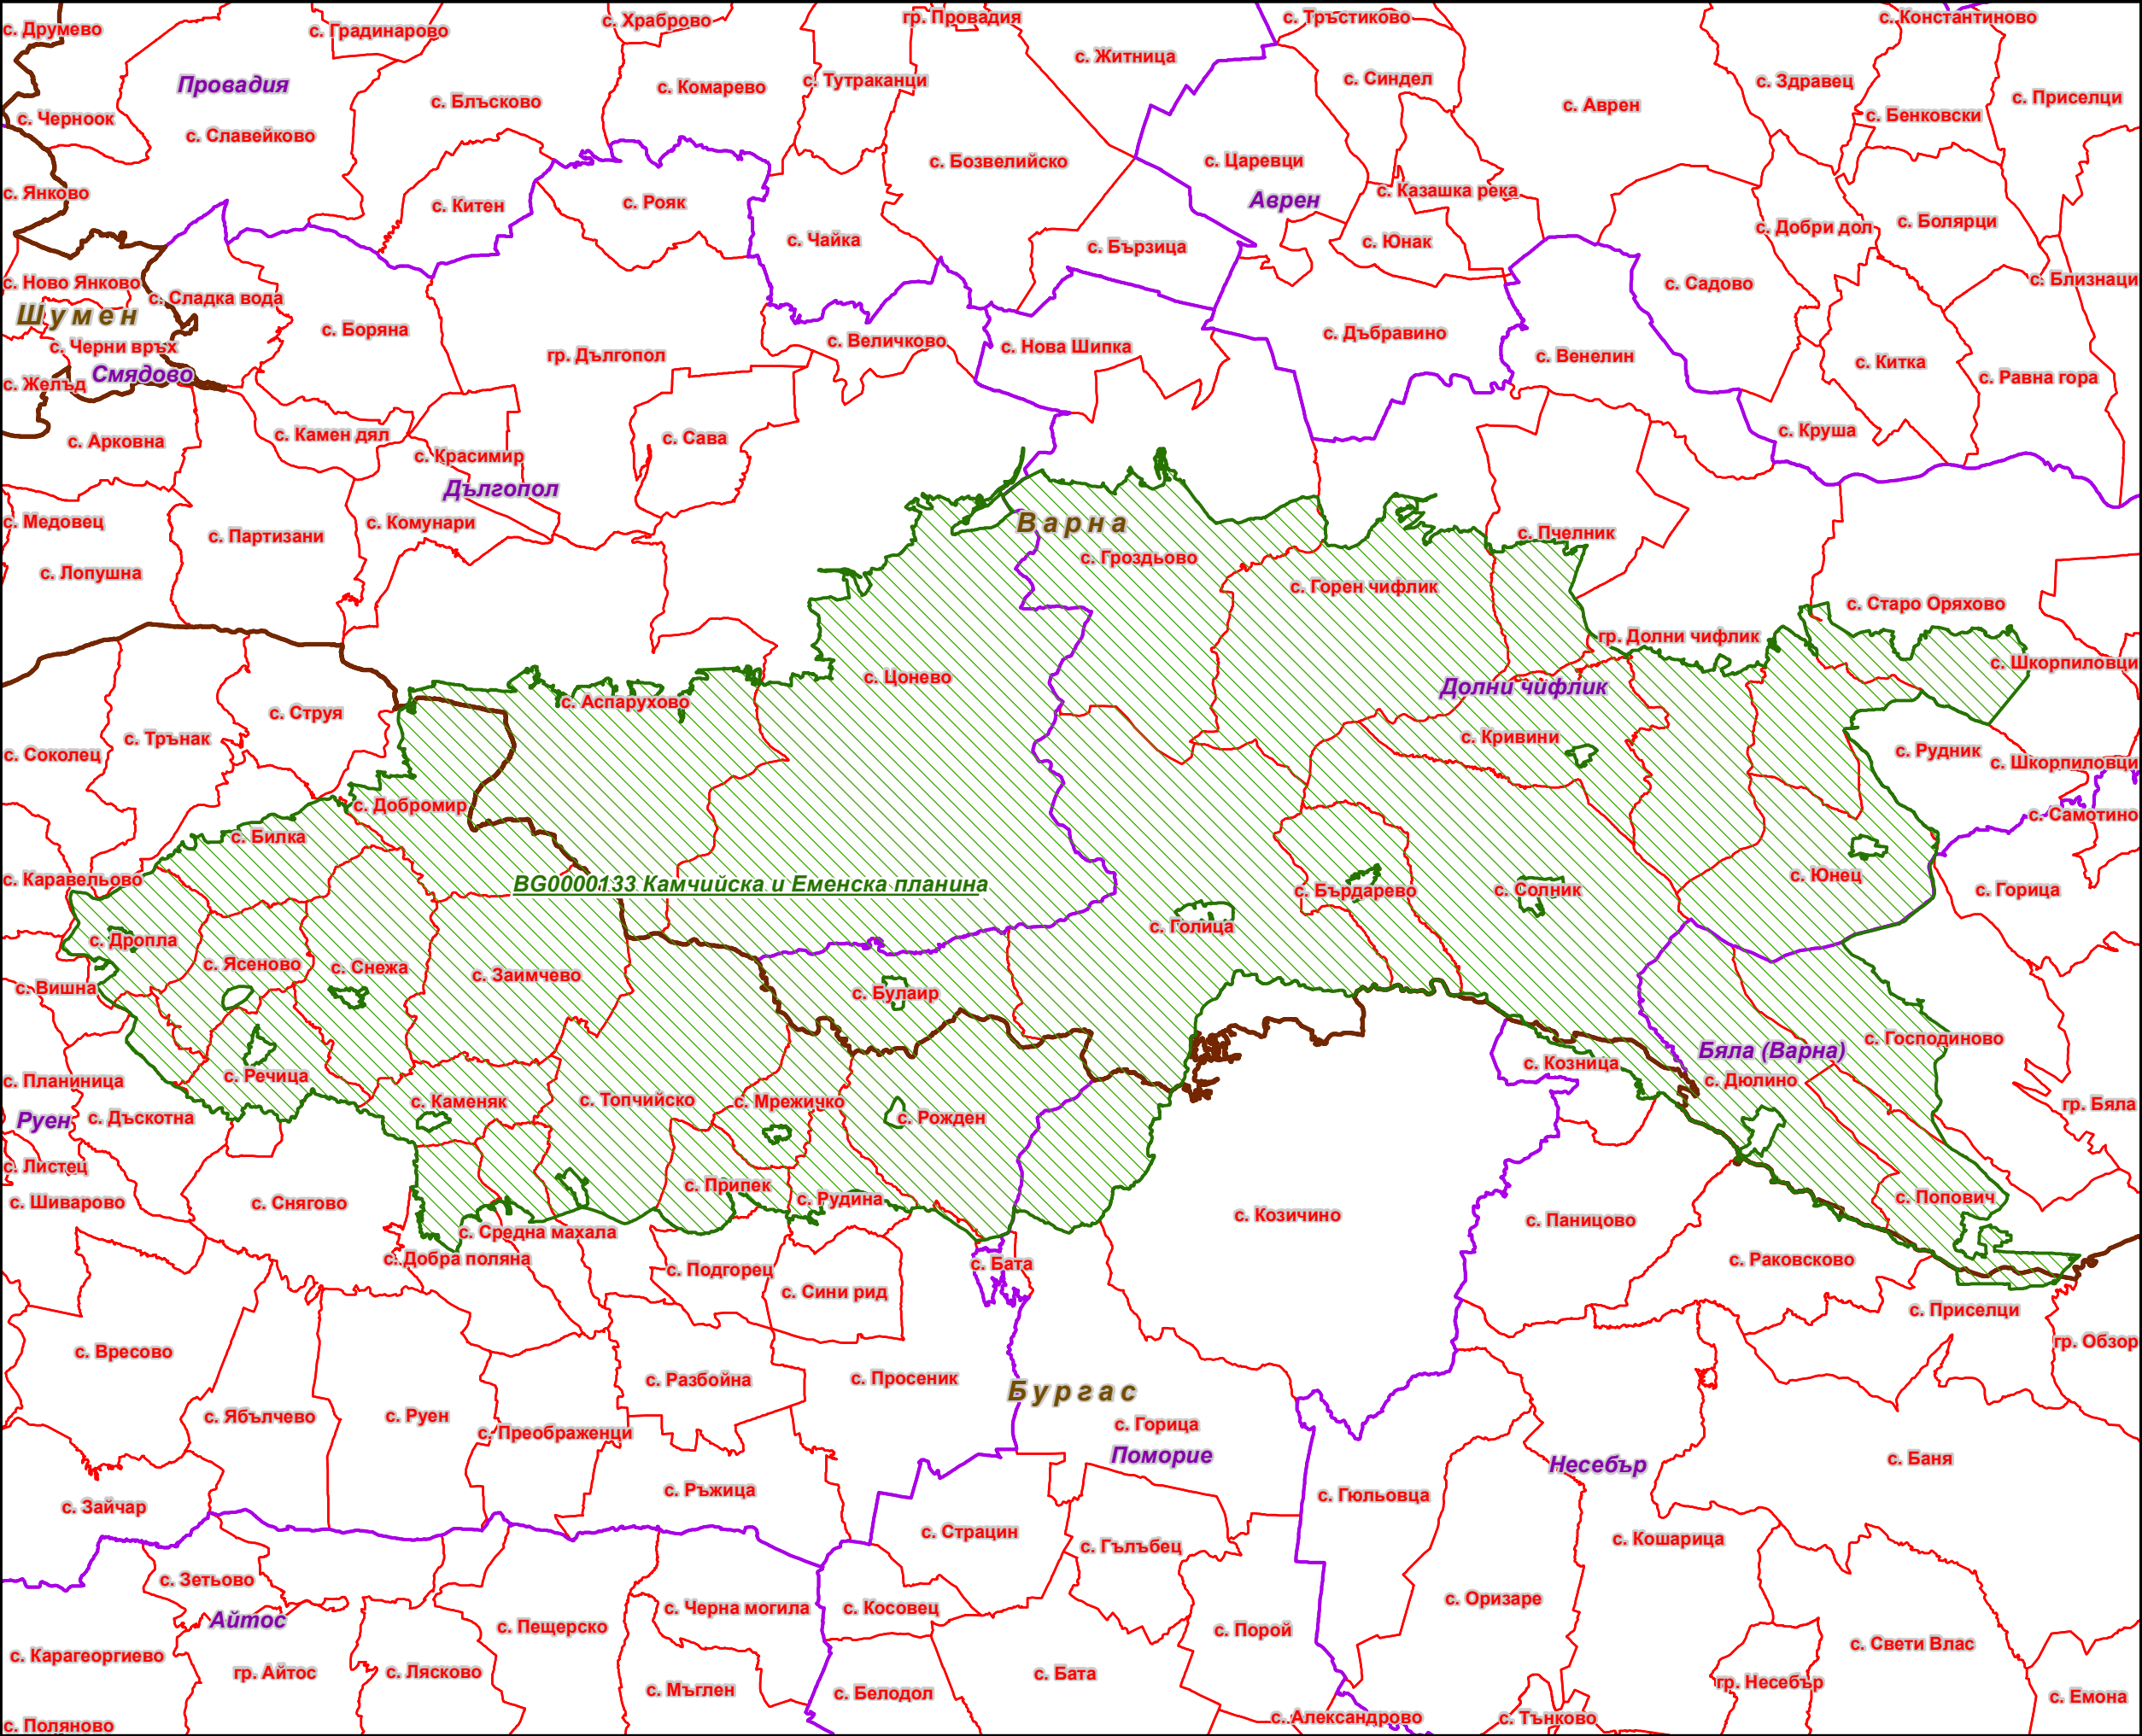 с. Друмево
с. Градинарово
с. Храброво
гр. Провадия
с. Тръстиково
с. Константиново
с. Житница
Провадия
с. Блъсково
с. Комарево
с. Тутраканци
с. Синдел
с. Аврен
с. Здравец
с. Приселци
с. Черноок
с. Славейково
с. Бенковски
с. Бозвелийско
с. Царевци
с. Янково
с. Китен
с. Рояк
Аврен
с. Казашка река
с. Чайка
с. Бързица
с. Юнак
с. Добри дол
с. Болярци
с. Ново Янково
с. Сладка вода
с. Садово
с. Близнаци
Шумен
с. Боряна
с. Черни връх
гр. Дългопол
с. Величково
с. Нова Шипка
с. Дъбравино
с. Венелин
с. Китка
с. Равна гора
с. Желъд
Смядово
с. Арковна
с. Камен дял
с. Красимир
с. Сава
с. Круша
Дългопол
с. Медовец
с. Партизани
с. Комунари
Варна
с. Пчелник
с. Лопушна
с. Гроздьово
с. Горен чифлик
с. Старо Оряхово
гр. Долни чифлик
с. Шкорпиловци
с. Цонево
Долни чифлик
с. Аспарухово
с. Струя
с. Трънак
с. Соколец
с. Кривини
с. Рудник
с. Шкорпиловци
с. Добромир
с. Самотино
с. Билка
с. Каравельово
BG0000133 Камчийска и Еменска планина
с. Бърдарево
с. Солник
с. Юнец
с. Горица
с. Голица
с. Дропла
с. Ясеново
с. Снежа
с. Заимчево
с. Вишна
с. Булаир
с. Господиново
Бяла (Варна)
с. Козница
с. Дюлино
с. Планиница
с. Речица
с. Каменяк
с. Топчийско
с. Мрежичко
с. Рожден
гр. Бяла
Руен
с. Дъскотна
с. Листец
с. Шиварово
с. Снягово
с. Припек
с. Рудина
с. Попович
с. Козичино
с. Паницово
с. Средна махала
с. Добра поляна
с. Подгорец
с. Бата
с. Раковсково
с. Сини рид
с. Приселци
гр. Обзор
с. Вресово
с. Разбойна
с. Просеник
Бургас
с. Ябълчево
с. Руен
с. Преображенци
с. Горица
Поморие
Несебър
с. Баня
с. Зайчар
с. Ръжица
с. Гюльовца
с. Страцин
с. Гълъбец
с. Кошарица
с. Зетьово
с. Оризаре
с. Черна могила
с. Косовец
Айтос
с. Пещерско
с. Порой
с. Свети Влас
с. Карагеоргиево
гр. Айтос
с. Лясково
с. Бата
с. Мъглен
с. Белодол
гр. Несебър
с. Емона
с. Поляново
с. Александрово
с. Тънково